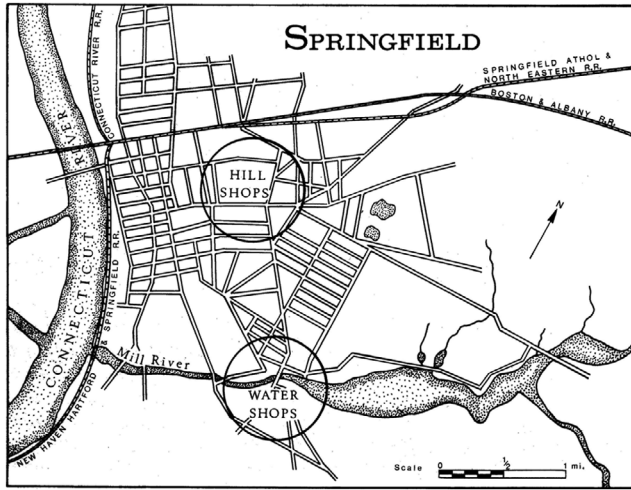 SPRINGFIELD
SPRINGFIELD ATHOL &
NORTH EASTERN R.R.
BOSTON & ALBANY R.R.
CONNECTICUT RIVER R.R.
CONNECTICUT RIVER
HILL
SHOPS
N
NEW HAVEN HARTFORD & SPRINGFIELD R.R.
Mill River
WATER
SHOPS
Scale 0 1/2 1 mi.